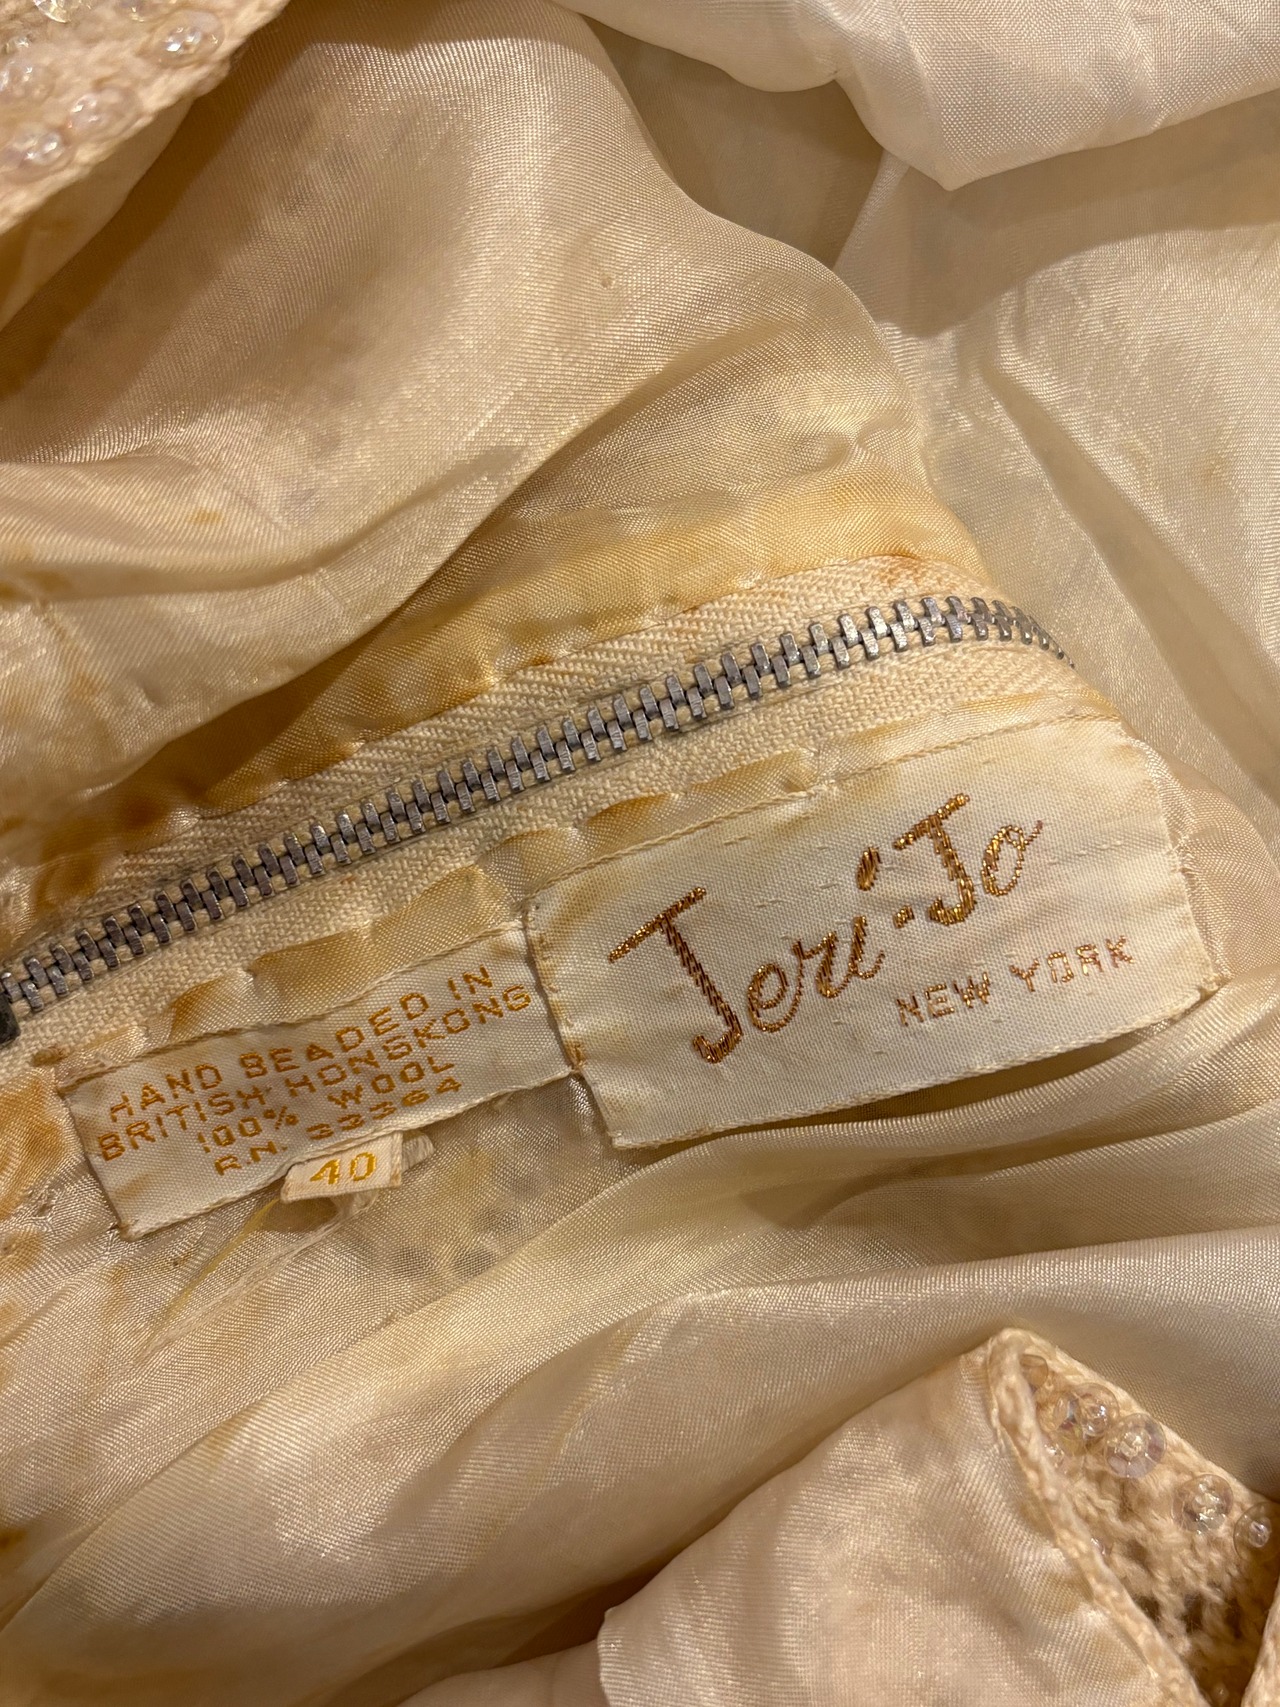 Jeri-Jo
NEW YORK
HAND BEADED IN
BRITISH HONGKONG
100% WOOL
R.N. 33364
40